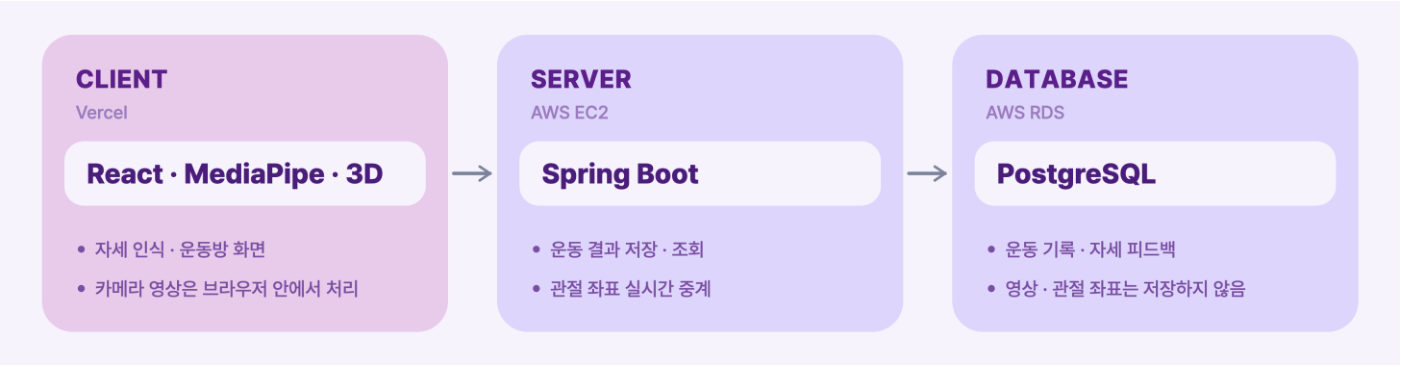 CLIENT
Vercel
React · MediaPipe · 3D
• 자세 인식 · 운동방 화면
• 카메라 영상은 브라우저 안에서 처리
SERVER
AWS EC2
Spring Boot
• 운동 결과 저장 · 조회
• 관절 좌표 실시간 중계
DATABASE
AWS RDS
PostgreSQL
• 운동 기록 · 자세 피드백
• 영상 · 관절 좌표는 저장하지 않음